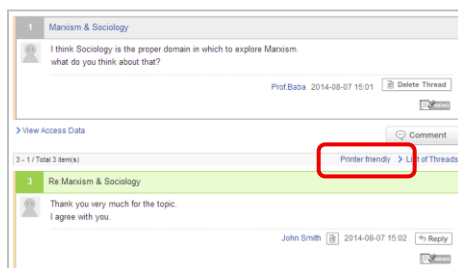 1 Marxism & Sociology
I think Sociology is the proper domain in which to explore Marxism.
what do you think about that?
Prof.Baba 2014-08-07 15:01 Delete Thread
MEMO
View Access Data
Comment
3 - 1 / Total 3 item(s) Printer friendly List of Threads
3 Re:Marxism & Sociology
Thank you very much for the topic.
I agree with you.
John Smith 2014-08-07 15:02 Reply
MEMO